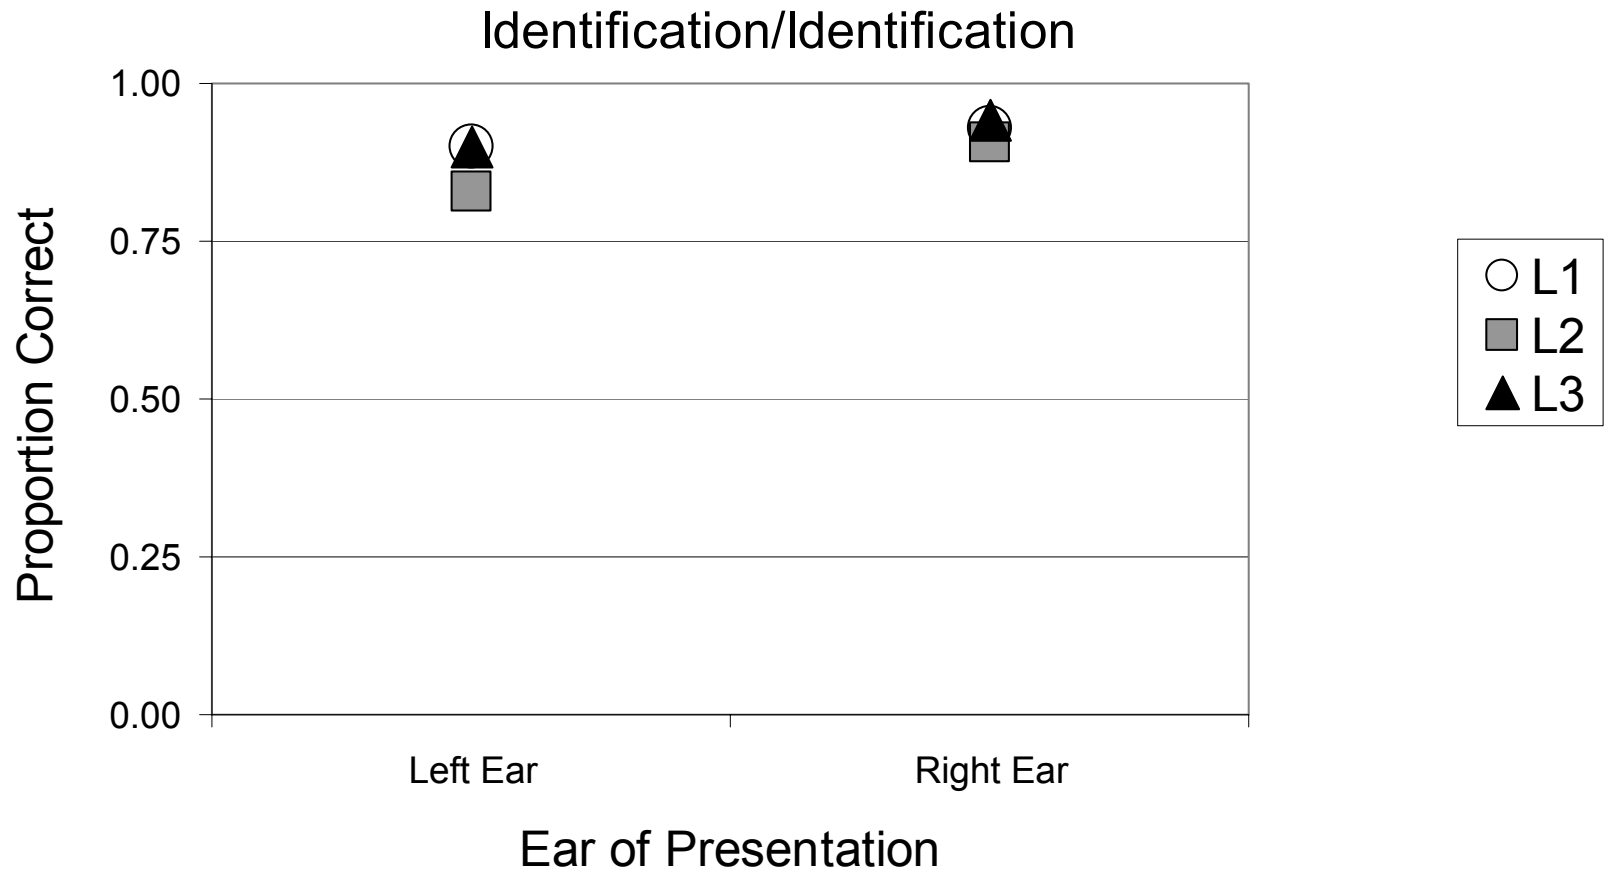 Identification/Identification
1.00
0.75
0.50
0.25
0.00
Proportion Correct
Left Ear
Right Ear
Ear of Presentation
L1
L2
L3